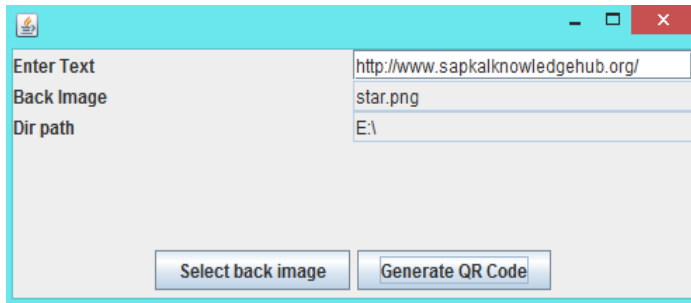 Enter Text http://www.sapkalknowledgehub.org/
Back Image star.png
Dir path E:\
Select back image Generate QR Code